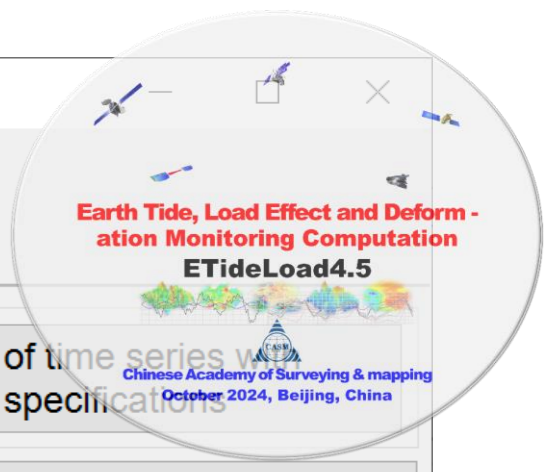 Earth Tide, Load Effect and Deform -
ation Monitoring Computation
ETideLoad4.5
CASM
of time series with
Chinese Academy of Surveying & mapping
specifications
October 2024, Beijing, China